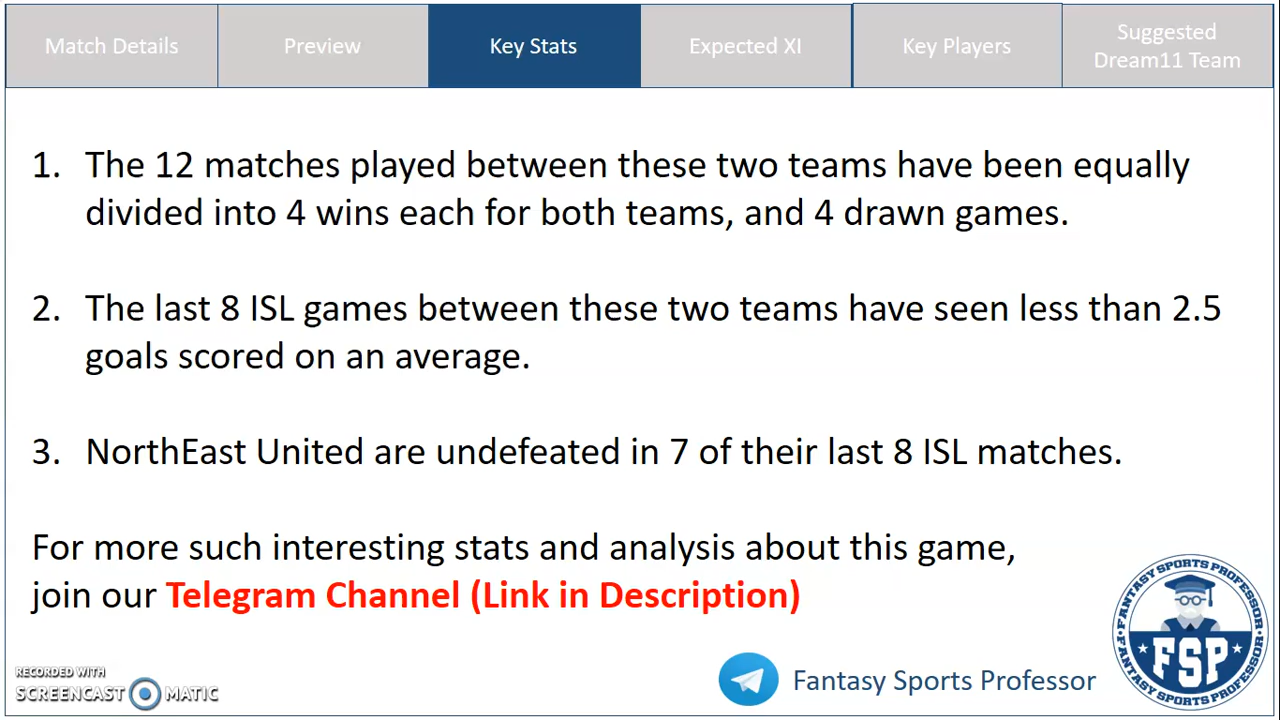 Match Details
Preview
Key Stats
Expected XI
Key Players
Suggested
Dream11 Team
1. The 12 matches played between these two teams have been equally
divided into 4 wins each for both teams, and 4 drawn games.
2. The last 8 ISL games between these two teams have seen less than 2.5
goals scored on an average.
3. NorthEast United are undefeated in 7 of their last 8 ISL matches.
For more such interesting stats and analysis about this game,
join our Telegram Channel (Link in Description)
RECORDED WITH
SCREENCAST MATIC
Fantasy Sports Professor
FANTASY SPORTS PROFESSOR
FSP
FANTASY SPORTS PROFESSOR